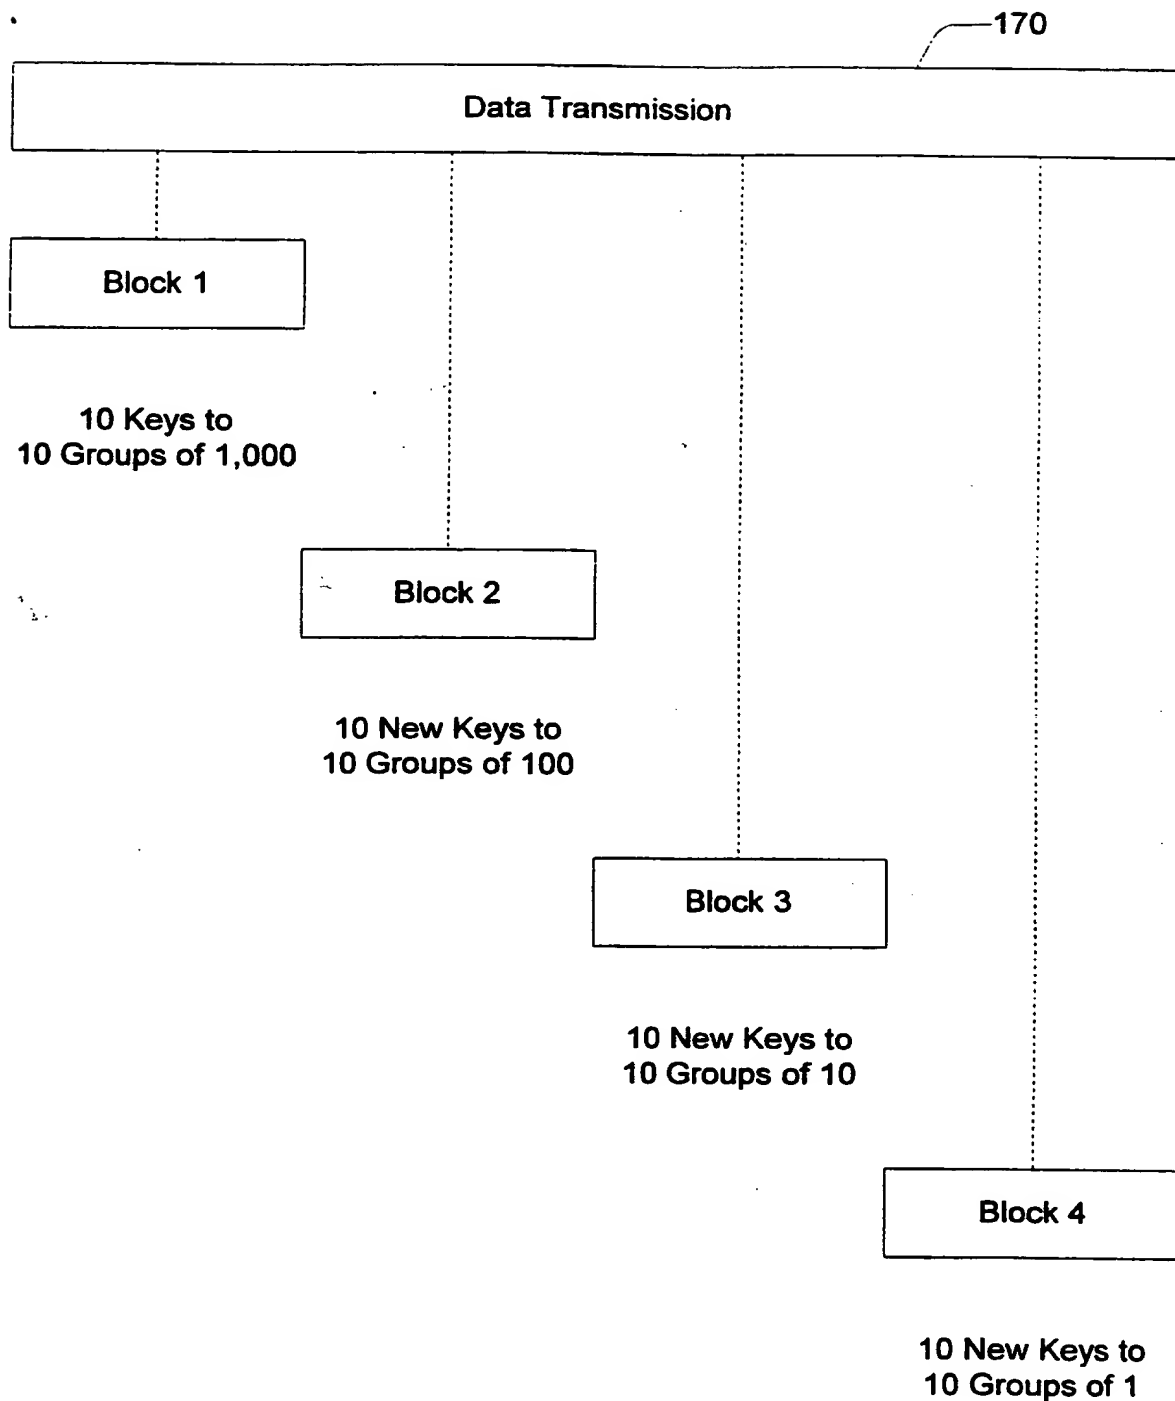 170
Data Transmission
Block 1
10 Keys to
10 Groups of 1,000
Block 2
10 New Keys to
10 Groups of 100
Block 3
10 New Keys to
10 Groups of 10
Block 4
10 New Keys to
10 Groups of 1